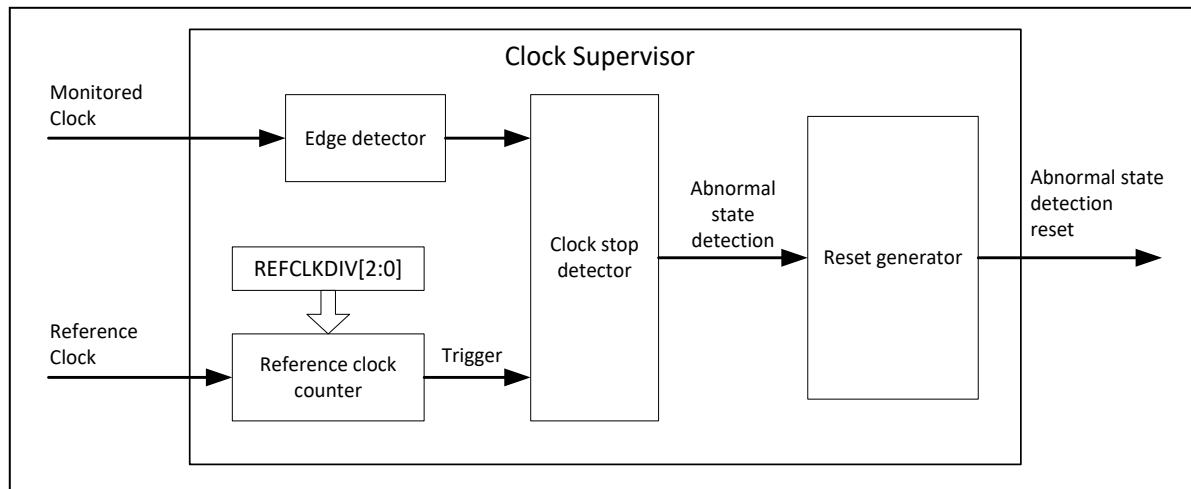 Clock Supervisor
Monitored
Clock
Edge detector
Clock stop
detector
Abnormal
state
detection
Reset generator
Abnormal state
detection
reset
REFCLKDIV[2:0]
Reference
Clock
Reference clock
counter
Trigger